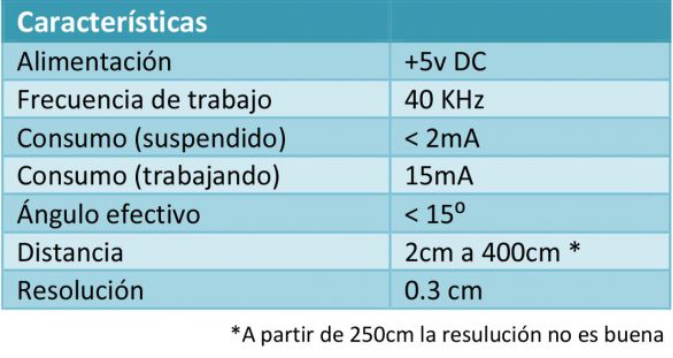 Características
Alimentación +5v DC
Frecuencia de trabajo 40 KHz
Consumo (suspendido) < 2mA
Consumo (trabajando) 15mA
Ángulo efectivo < 15º
Distancia 2cm a 400cm *
Resolución 0.3 cm
*A partir de 250cm la resulución no es buena